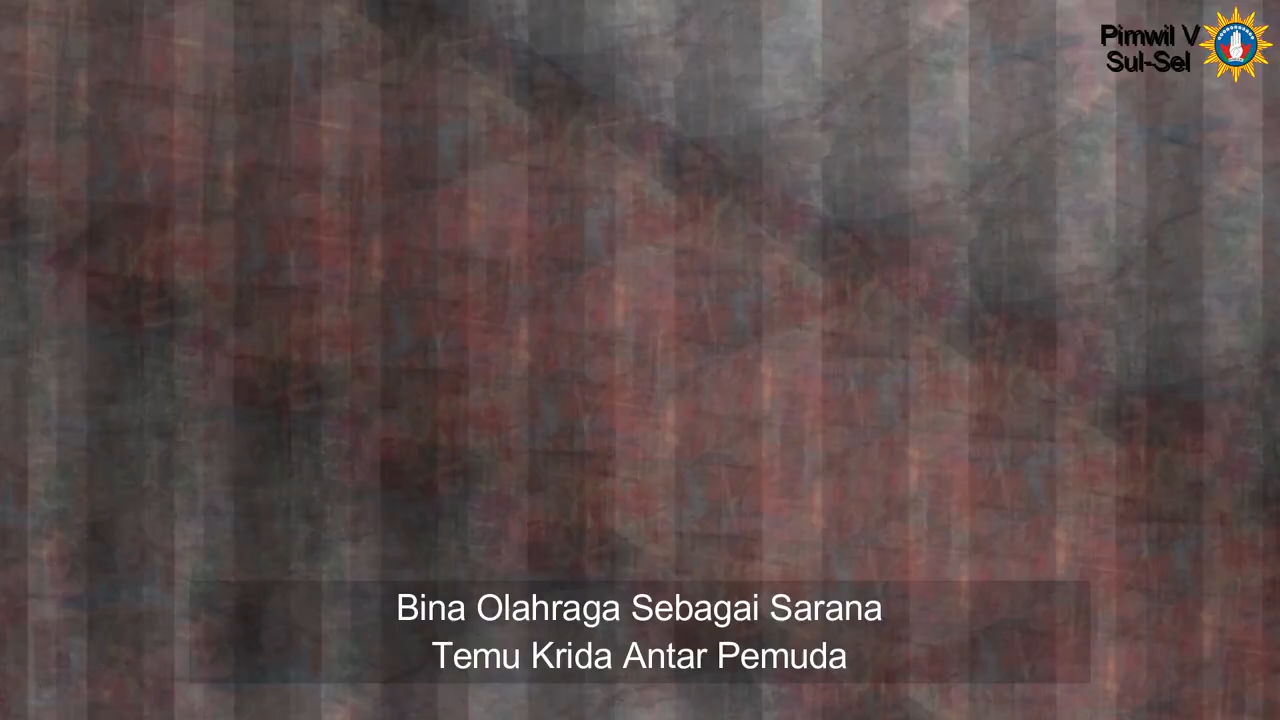 Pimwil V
Sul-Sel
Bina Olahraga Sebagai Sarana
Temu Krida Antar Pemuda